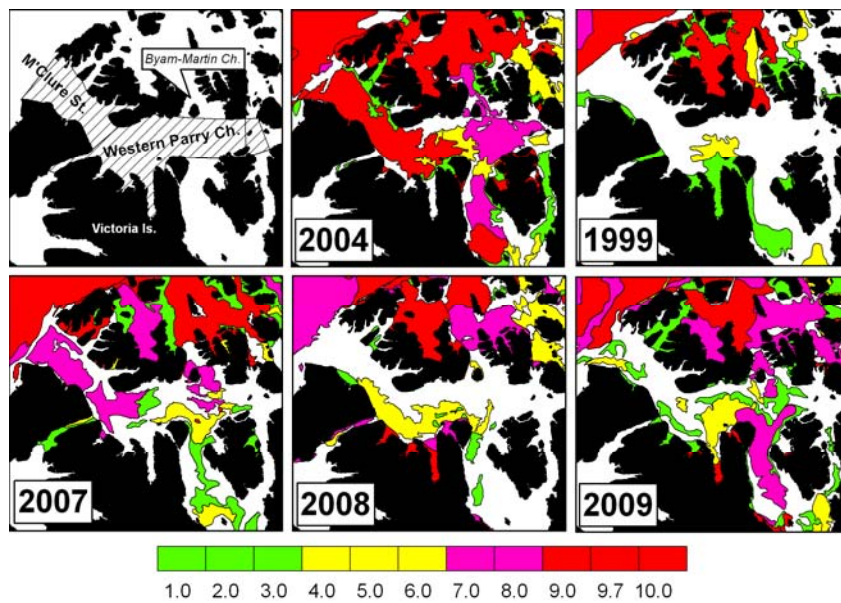 Byam-Martin Ch.
M'Clure St.
Western Parry Ch.
Victoria Is.
2004
1999
2007
2008
2009
1.0 2.0 3.0 4.0 5.0 6.0 7.0 8.0 9.0 9.7 10.0